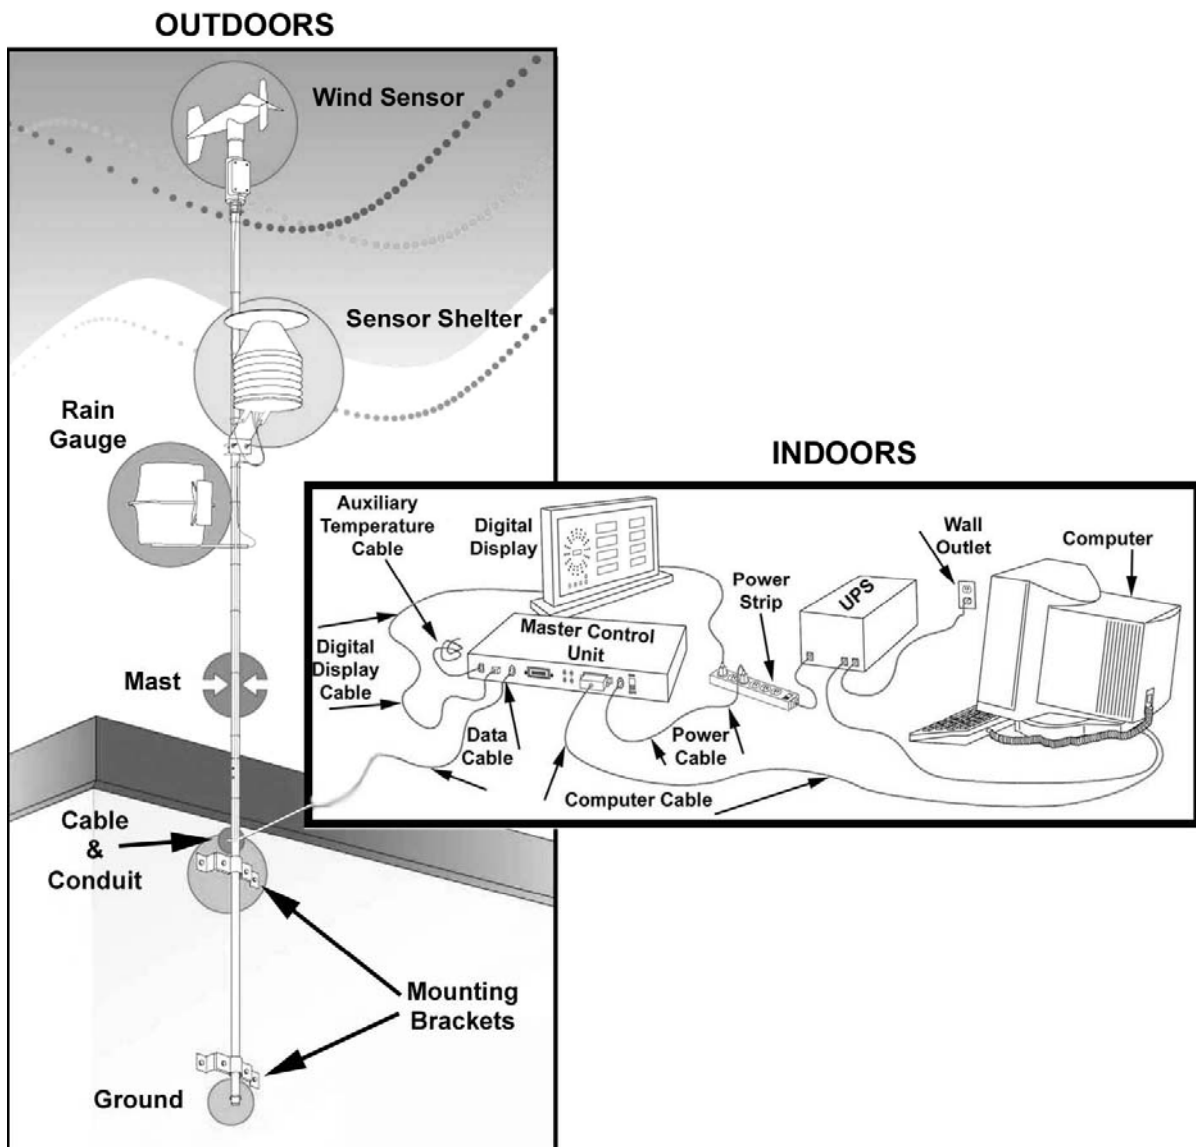 OUTDOORS
Wind Sensor
Sensor Shelter
Rain
Gauge
Mast
Cable
&
Conduit
Mounting
Brackets
Ground
INDOORS
Auxiliary
Temperature
Cable
Digital
Display
Wall
Outlet
Computer
Power
Strip
UPS
Master Control
Unit
Digital
Display
Cable
Data
Cable
Power
Cable
Computer Cable